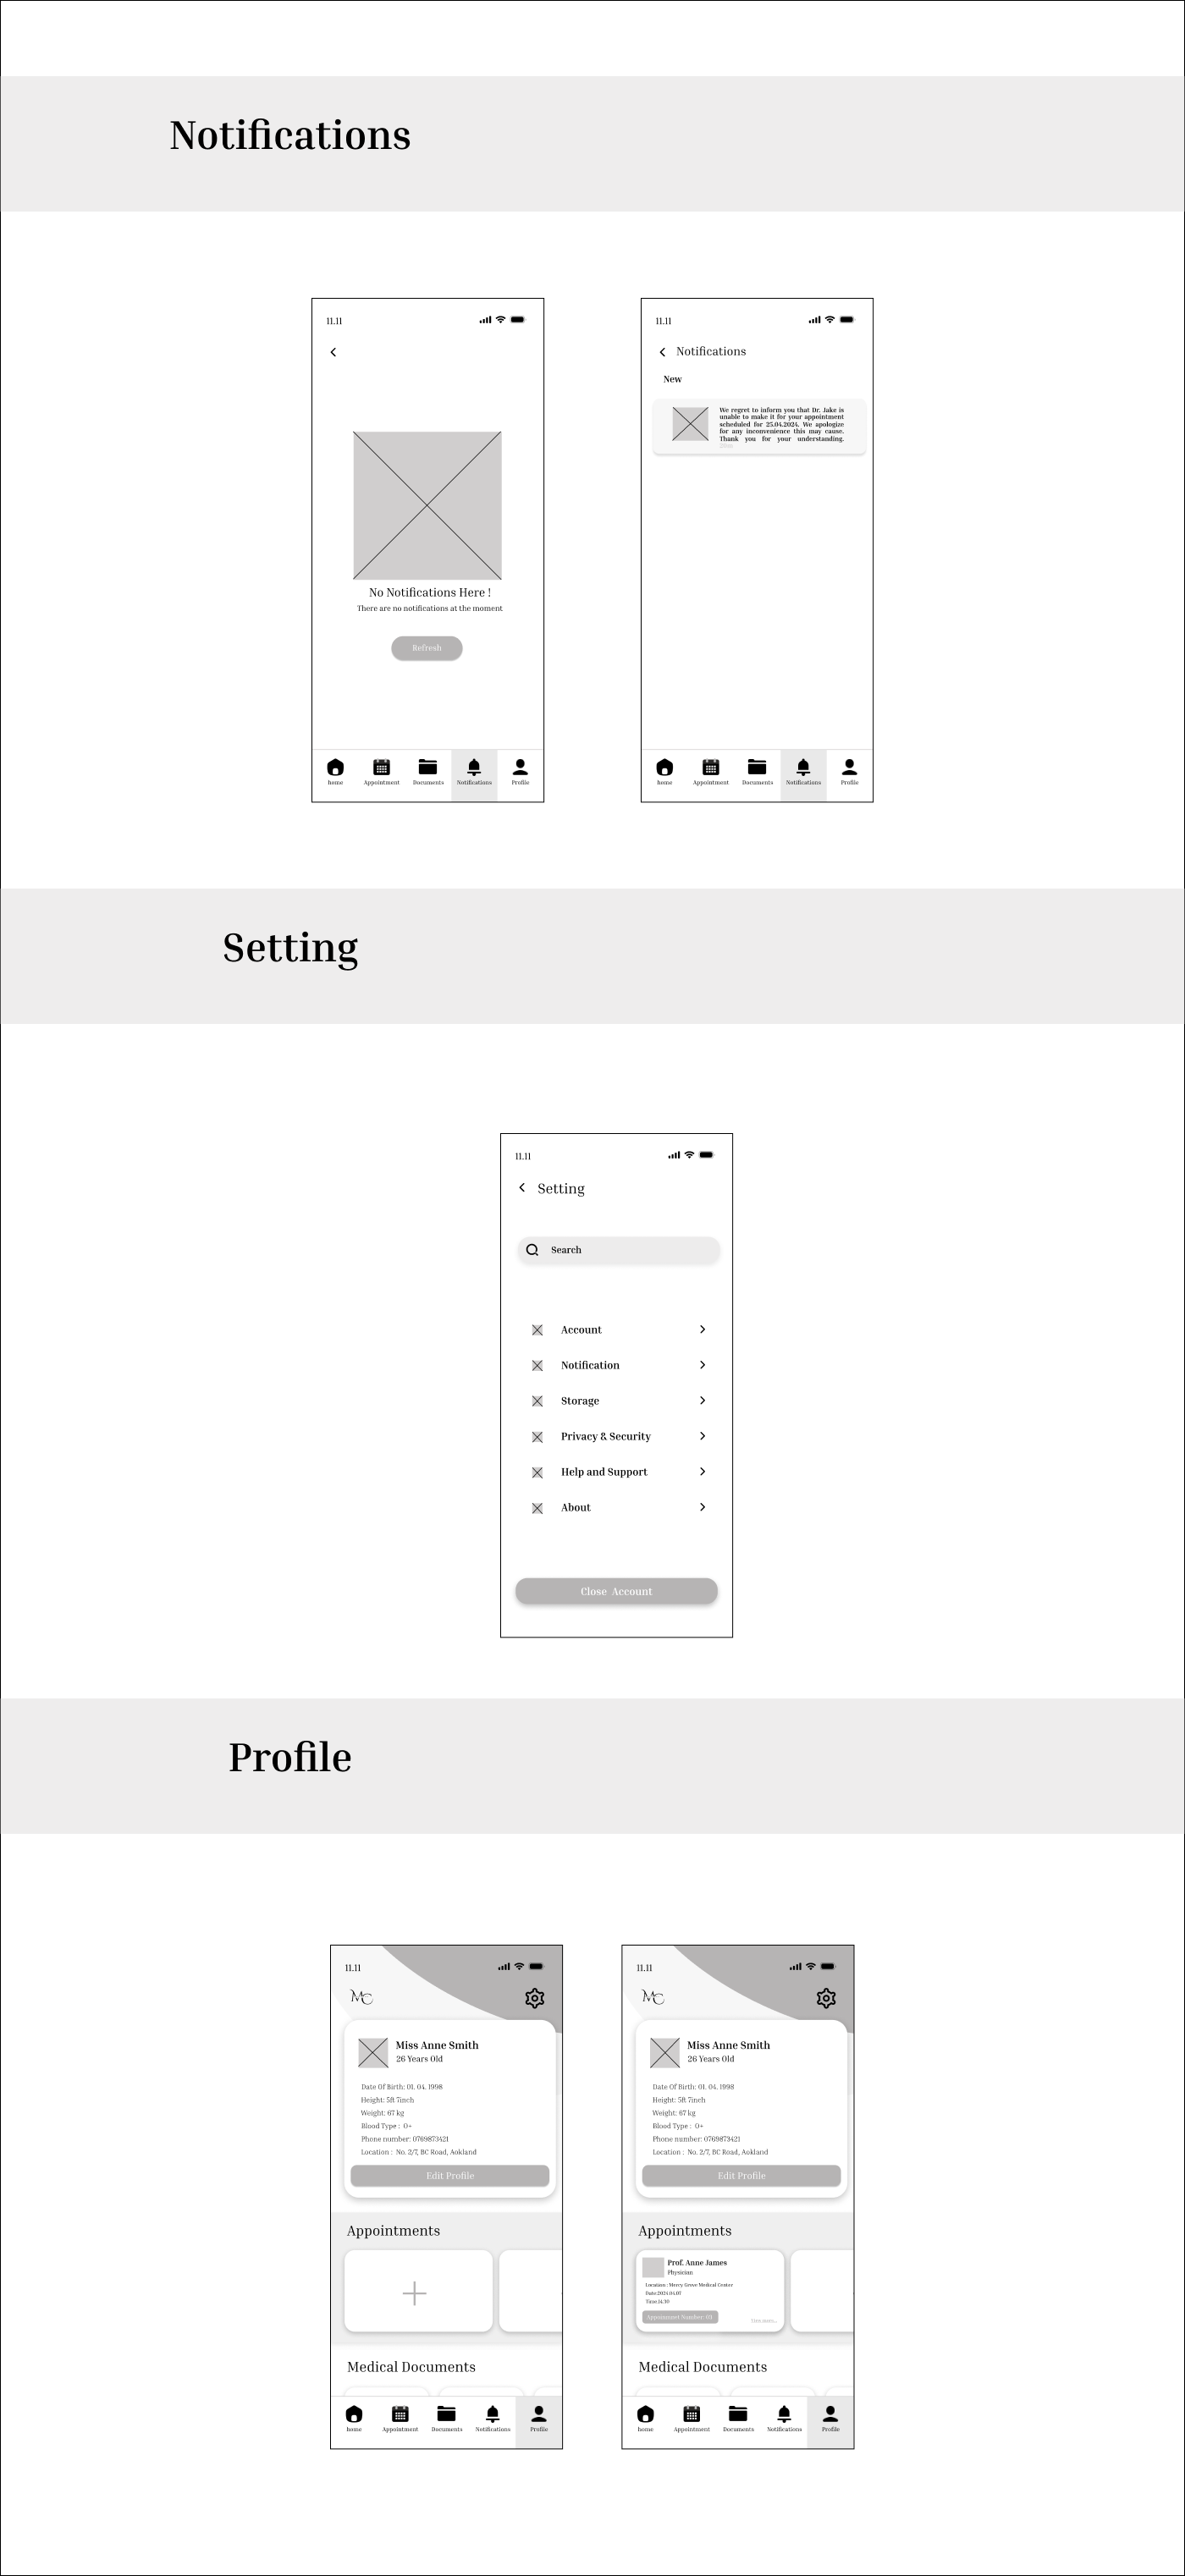 Notifications
11.11
No Notifications Here !
There are no notifications at the moment
Refresh
home Appointment Documents Notifications Profile
11.11
Notifications
New
We regret to inform you that Dr. Jake is
unable to make it for your appointment
scheduled for 25.04.2024. We apologize
for any inconvenience this may cause.
Thank you for your understanding.
home Appointment Documents Notifications Profile
Setting
11.11
Setting
Search
Account
Notification
Storage
Privacy & Security
Help and Support
About
Close Account
Profile
11.11
MC
Miss Anne Smith
26 Years Old
Date Of Birth: 01. 04. 1998
Height: 5ft 7inch
Weight: 67 kg
Blood Type : O+
Phone number: 0769873421
Location : No. 2/7, BC Road, Aokland
Edit Profile
Appointments
Medical Documents
home Appointment Documents Notifications Profile
11.11
MC
Miss Anne Smith
26 Years Old
Date Of Birth: 01. 04. 1998
Height: 5ft 7inch
Weight: 67 kg
Blood Type : O+
Phone number: 0769873421
Location : No. 2/7, BC Road, Aokland
Edit Profile
Appointments
Prof. Anne James
Physician
Location : Mercy Grove Medical Center
Date:2024.04.07
Time:14.30
Number: 03
View more...
Medical Documents
home Appointment Documents Notifications Profile